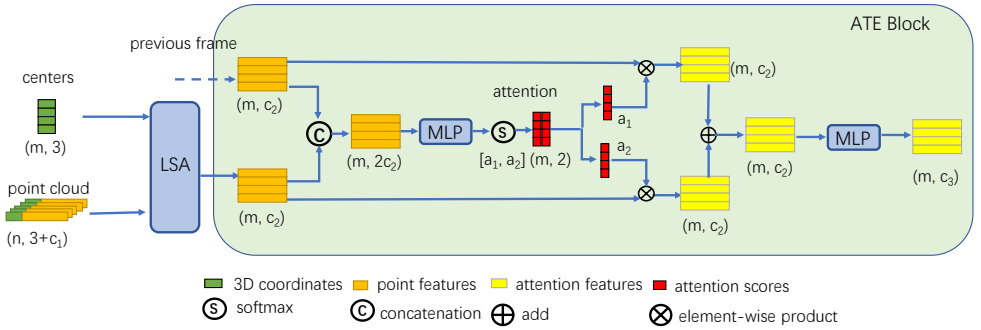 ATE Block
previous frame
centers
(m, c₂)
(m, c₂)
attention
(m, 3)
LSA
C
MLP
S
a₁
(m, 2c₂)
[a₁, a₂] (m, 2)
a₂
(m, c₂)
MLP
(m, c₃)
point cloud
(n, 3+c₁)
(m, c₂)
(m, c₂)
3D coordinates
point features
attention features
attention scores
S softmax
C concatenation
add
element-wise product